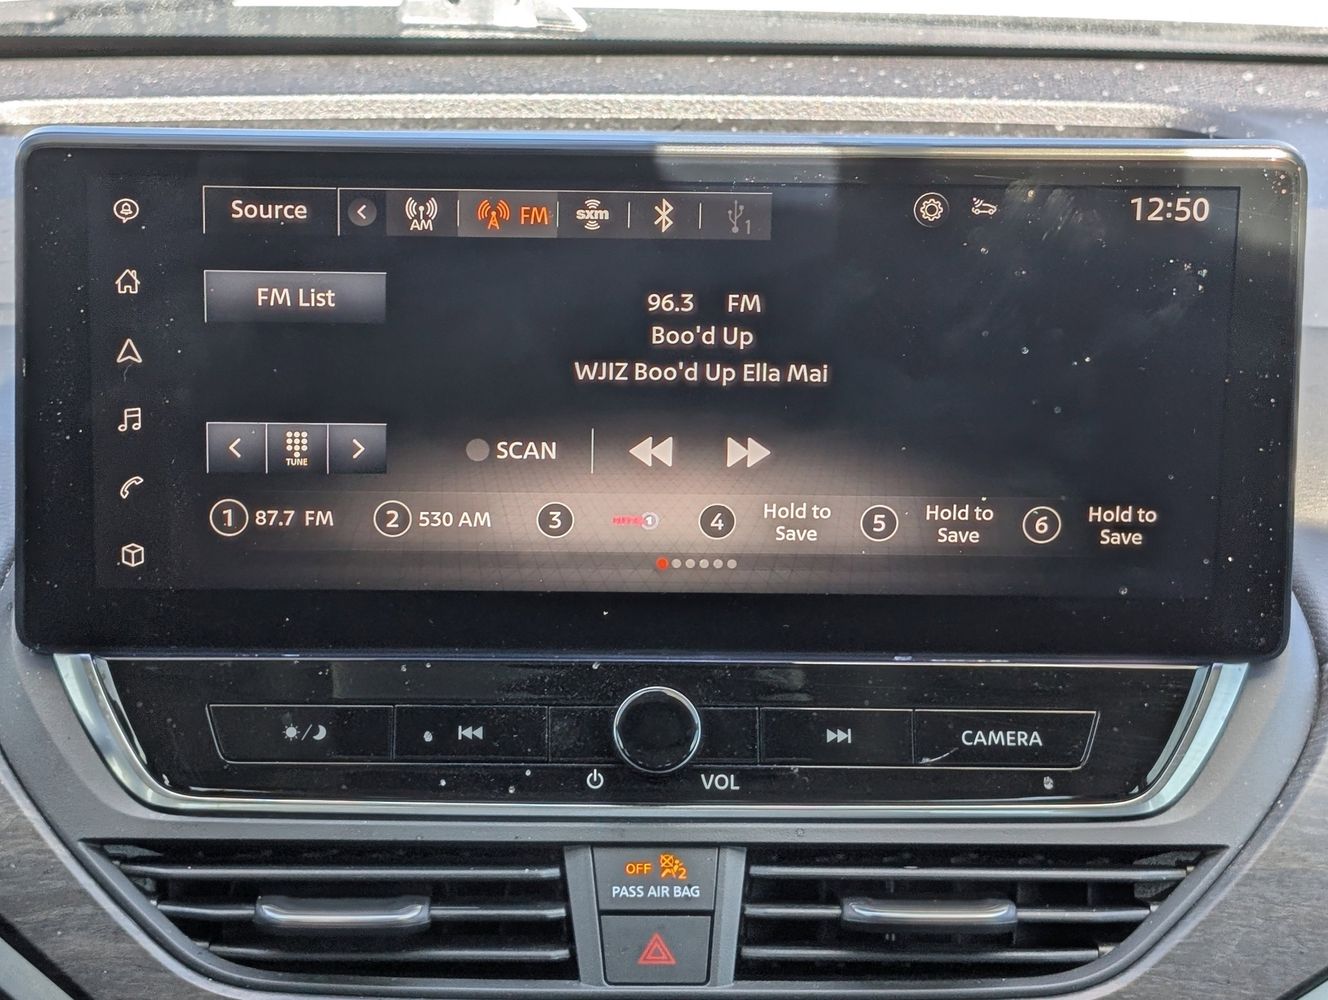 Source
AM
FM
sxm
1
12:50
FM List
96.3 FM
Boo'd Up
WJIZ Boo'd Up Ella Mai
TUNE
SCAN
1 87.7 FM
2 530 AM
3
1
4 Hold to
Save
5 Hold to
Save
6 Hold to
Save
CAMERA
VOL
OFF 2
PASS AIR BAG